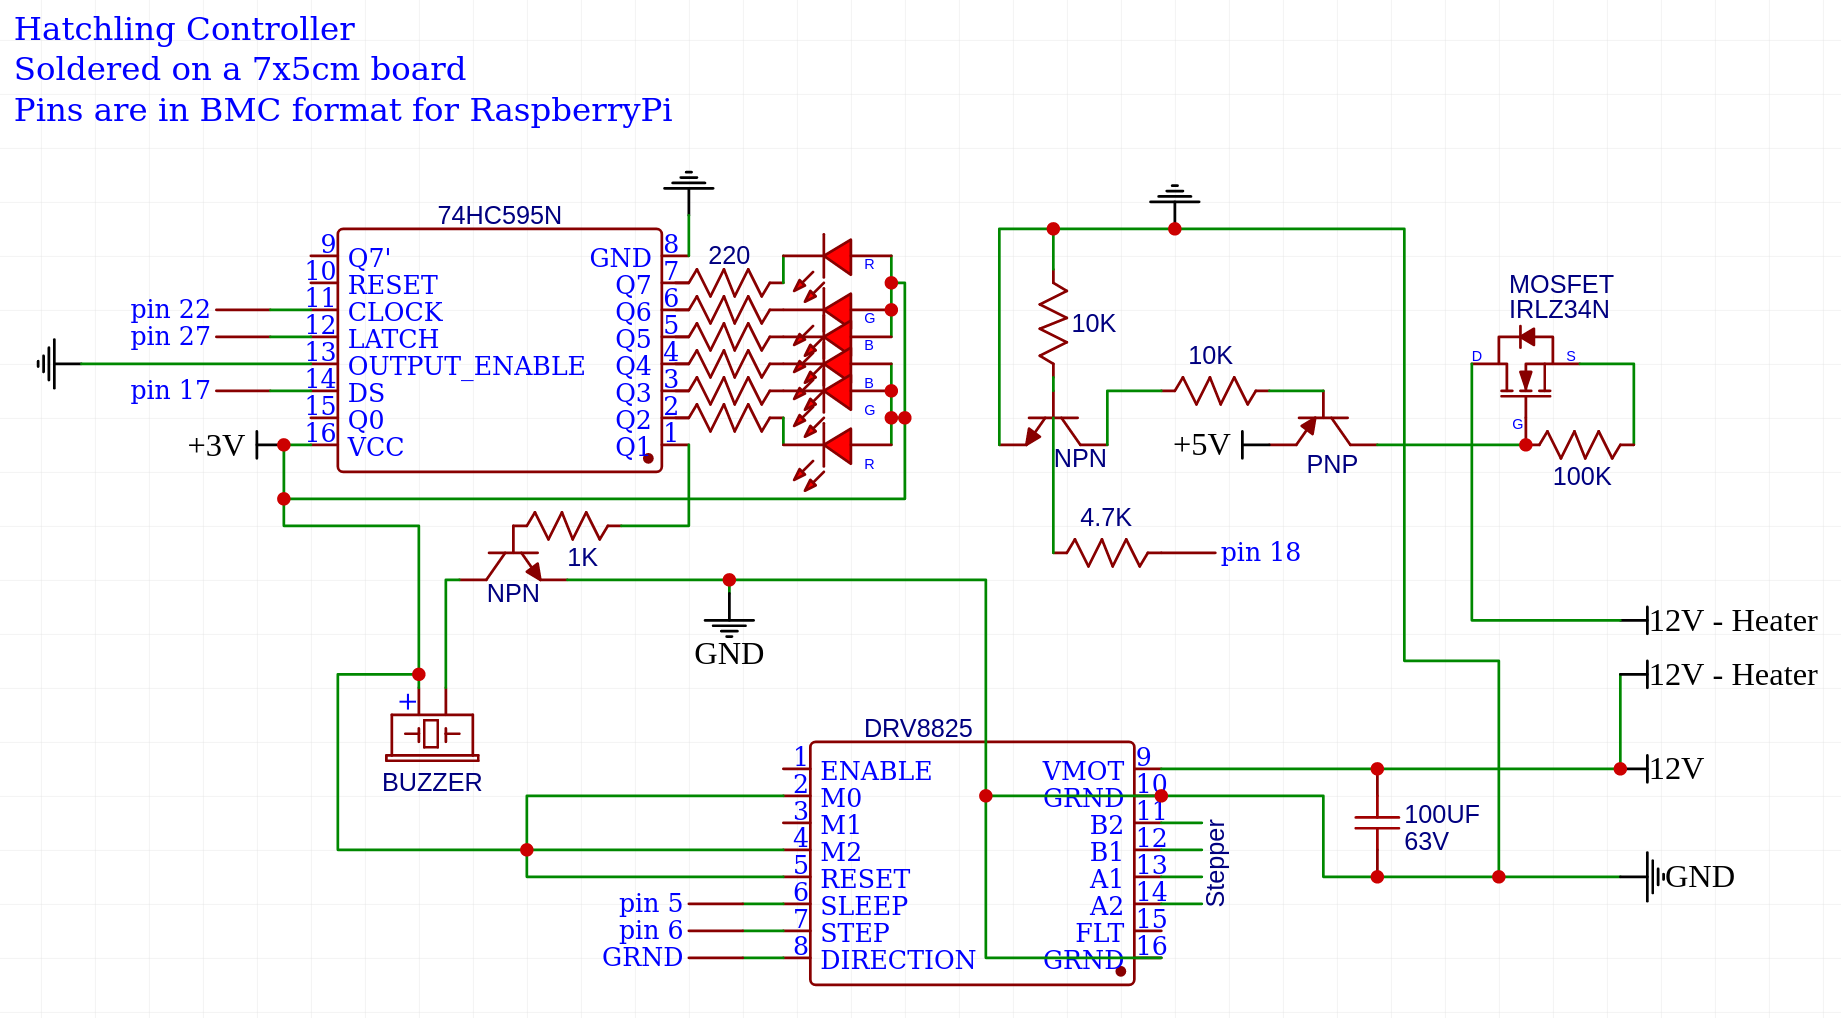 Hatchling Controller
Soldered on a 7x5cm board
Pins are in BMC format for RaspberryPi
74HC595N
9 Q7'
10 RESET
pin 22 11 CLOCK
pin 27 12 LATCH
13 OUTPUT_ENABLE
pin 17 14 DS
15 Q0
+3V 16 VCC
GND 8
Q7 7
Q6 6
Q5 5
Q4 4
Q3 3
Q2 2
Q1 1
220
R
G
B
B
G
R
1K
NPN
GND
+
BUZZER
10K
NPN
4.7K
pin 18
10K
+5V
PNP
MOSFET
IRLZ34N
D S
G
100K
12V - Heater
12V - Heater
12V
100UF
63V
GND
DRV8825
1 ENABLE
2 M0
3 M1
4 M2
5 RESET
pin 5 6 SLEEP
pin 6 7 STEP
GRND 8 DIRECTION
VMOT 9
GRND 10
B2 11
B1 12
A1 13
A2 14
FLT 15
GRND 16
Stepper